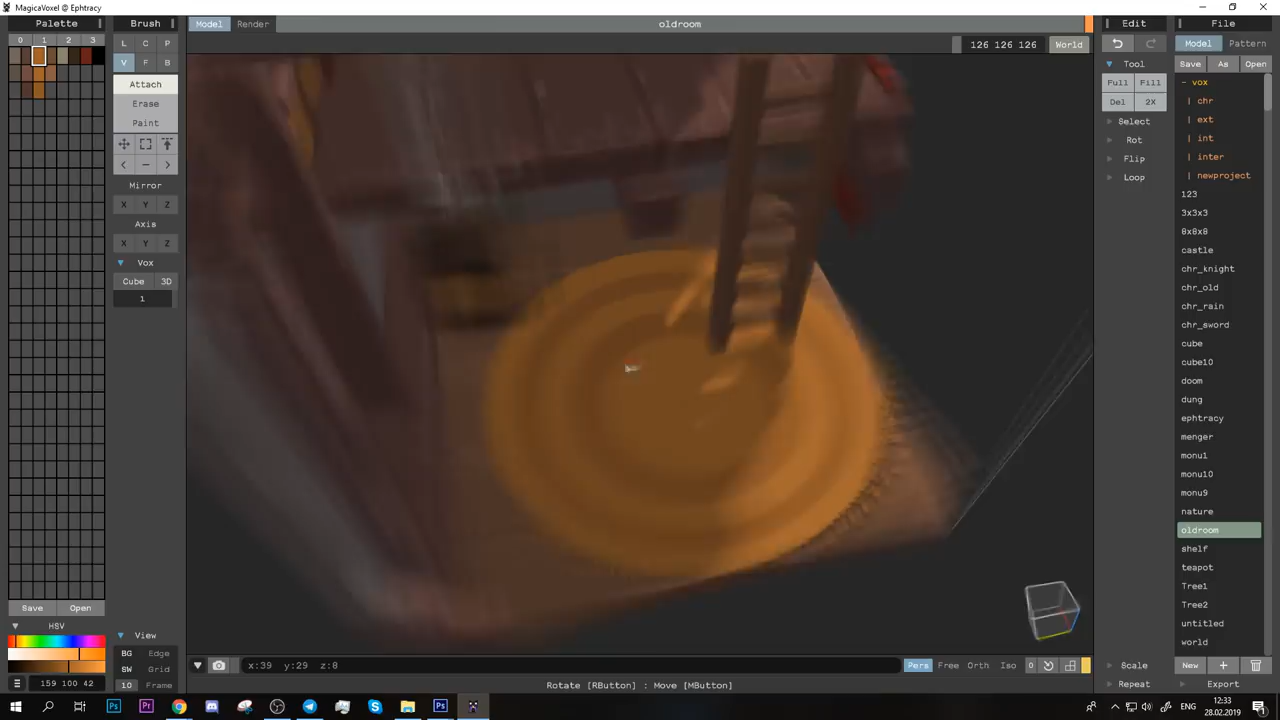 MagicaVoxel @ Ephtracy
Palette
Brush
Model
Render
oldroom
Edit
File
0 1 2 3
L C P
126 126 126
World
Model
Pattern
V F B
Tool
Save As Open
Attach
Full Fill
- vox
Erase
Del 2X
| chr
Paint
Select
| ext
Rot
| int
Flip
| inter
< - >
Loop
| newproject
Mirror
123
X Y Z
3x3x3
Axis
8x8x8
X Y Z
castle
Vox
chr_knight
Cube 3D
chr_old
1
chr_rain
chr_sword
cube
cube10
doom
dung
ephtracy
menger
monu1
monu10
monu9
nature
oldroom
shelf
teapot
Tree1
Tree2
Save Open
untitled
HSV
View
world
BG Edge
x:39 y:29 z:8
Pers Free Orth Iso 0
Scale
New +
SW Grid
159 100 42
10 Frame
Rotate [RButton] : Move [MButton]
Repeat
Export
Ps Pr Ps
ENG
12:33
28.02.2019
1